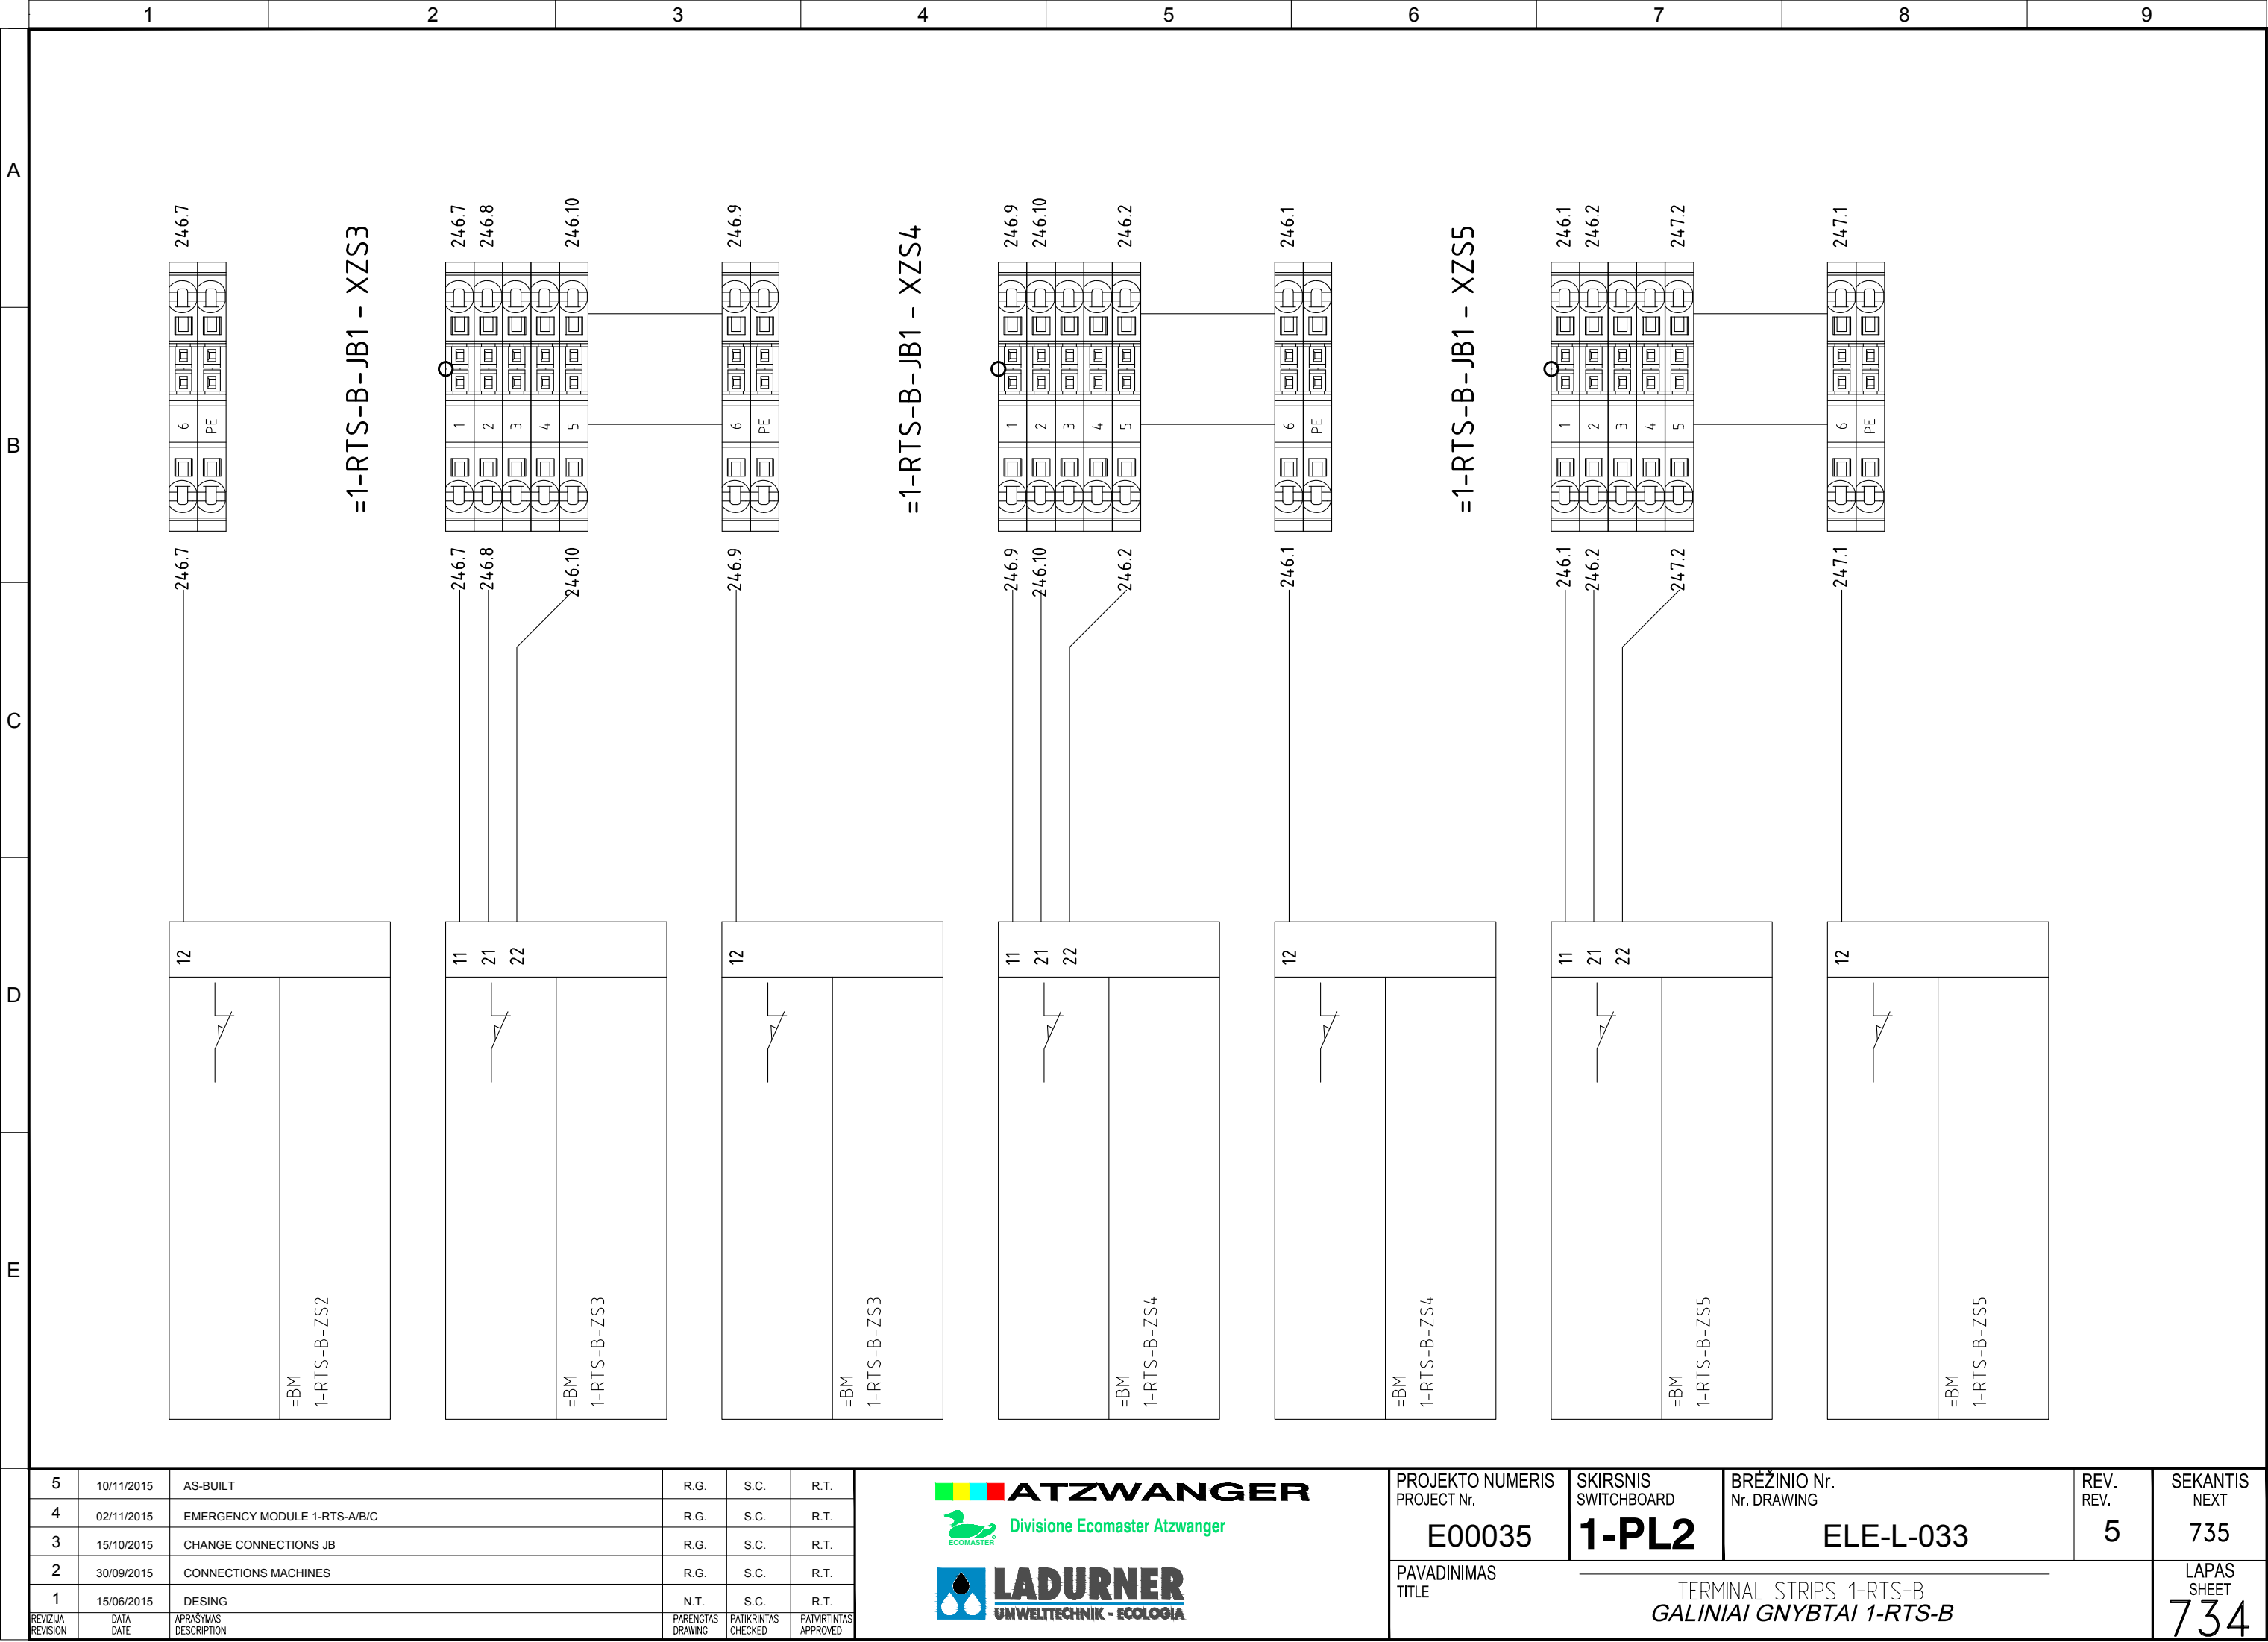 1 2 3 4 5 6 7 8 9
A
B
C
D
E
246.7
=1-RTS-B-JB1 - XZS3
246.7 246.8 246.10
246.9
=1-RTS-B-JB1 - XZS4
246.9 246.10 246.2
246.1
=1-RTS-B-JB1 - XZS5
246.1 246.2 247.2
247.1
6 PE
1 2 3 4 5
6 PE
1 2 3 4 5
6 PE
1 2 3 4 5
6 PE
246.7
246.7 246.8 246.10
246.9
246.9 246.10 246.2
246.1
246.1 246.2 247.2
247.1
12
11 21 22
12
11 21 22
12
11 21 22
12
=BM
1-RTS-B-ZS2
=BM
1-RTS-B-ZS3
=BM
1-RTS-B-ZS3
=BM
1-RTS-B-ZS4
=BM
1-RTS-B-ZS4
=BM
1-RTS-B-ZS5
=BM
1-RTS-B-ZS5
5 10/11/2015 AS-BUILT R.G. S.C. R.T.
4 02/11/2015 EMERGENCY MODULE 1-RTS-A/B/C R.G. S.C. R.T.
3 15/10/2015 CHANGE CONNECTIONS JB R.G. S.C. R.T.
2 30/09/2015 CONNECTIONS MACHINES R.G. S.C. R.T.
1 15/06/2015 DESING N.T. S.C. R.T.
REVIZIJA DATA APRAŠYMAS PARENGTAS PATIKRINTAS PATVIRTINTAS
REVISION DATE DESCRIPTION DRAWING CHECKED APPROVED
ATZWANGER
ECOMASTER
Divisione Ecomaster Atzwanger
LADURNER
UMWELTTECHNIK - ECOLOGIA
PROJEKTO NUMERIS
PROJECT Nr.
E00035
SKIRSNIS
SWITCHBOARD
1-PL2
BRĖŽINIO Nr.
Nr. DRAWING
ELE-L-033
REV.
REV.
5
SEKANTIS
NEXT
735
PAVADINIMAS
TITLE
TERMINAL STRIPS 1-RTS-B
GALINIAI GNYBTAI 1-RTS-B
LAPAS
SHEET
734